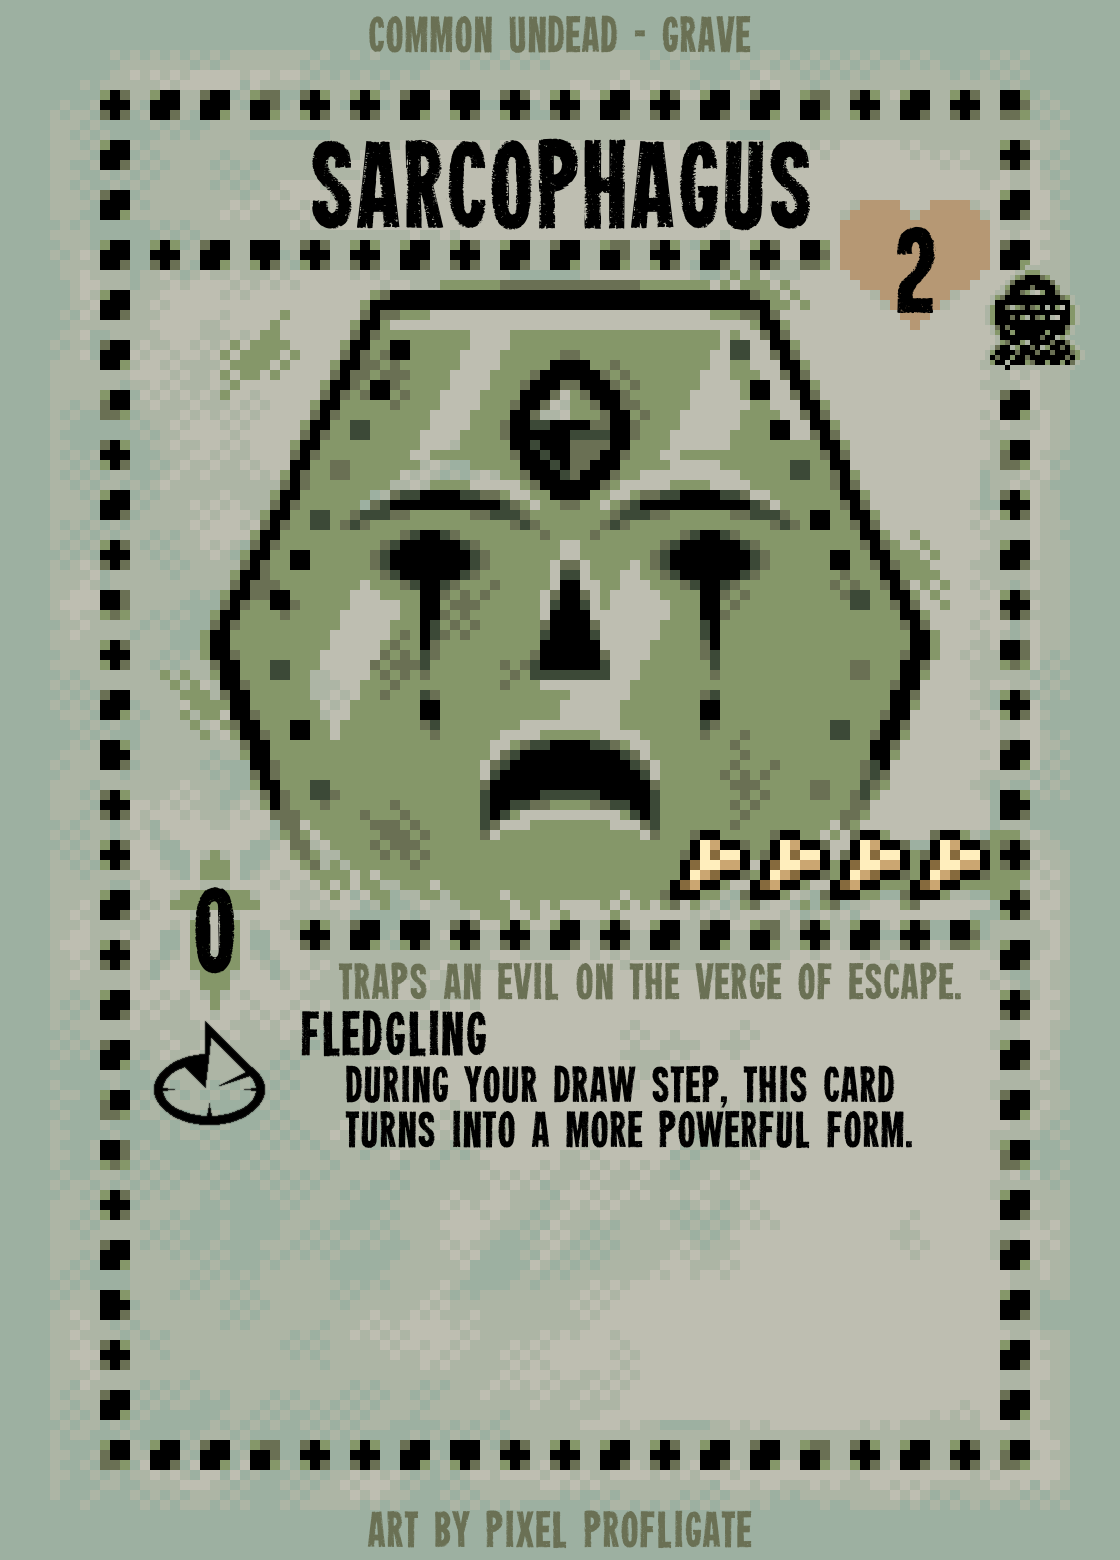 COMMON UNDEAD - GRAVE
SARCOPHAGUS
2
0
TRAPS AN EVIL ON THE VERGE OF ESCAPE.
FLEDGLING
DURING YOUR DRAW STEP, THIS CARD
TURNS INTO A MORE POWERFUL FORM.
ART BY PIXEL PROFLIGATE